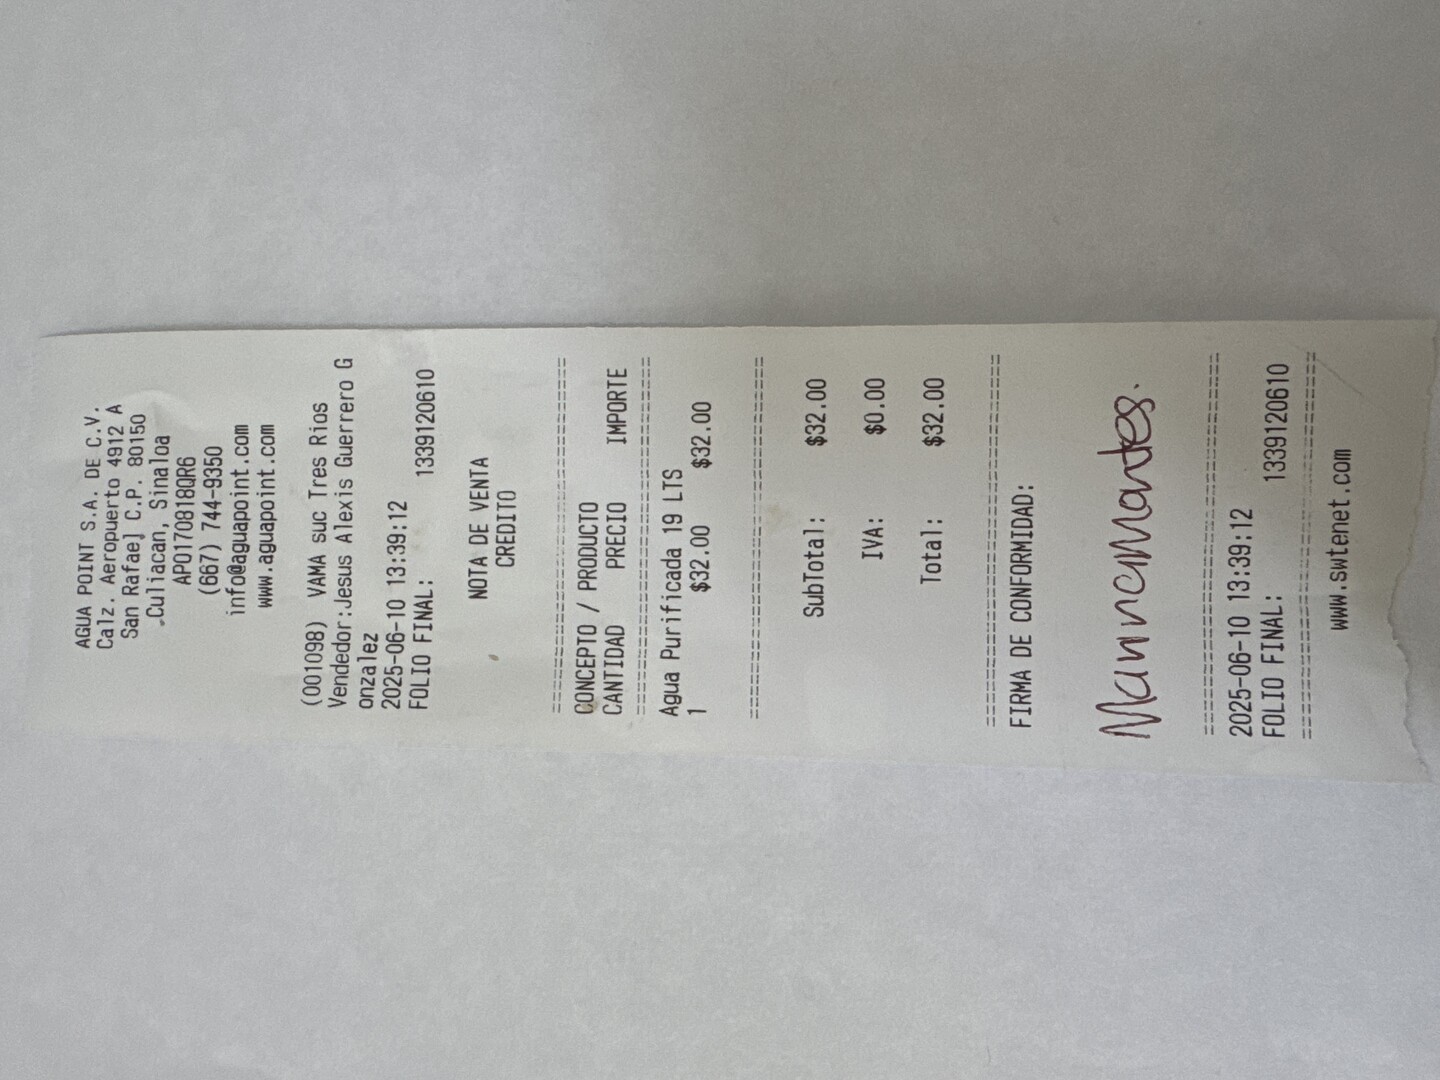 AGUA POINT S.A. DE C.V.
Calz. Aeropuerto 4912 A
San Rafael C.P. 80150
Culiacan, Sinaloa
APO170818QR6
(667) 744-9350
info@aguapoint.com
www.aguapoint.com
(001098) VAMA suc Tres Rios
Vendedor:Jesus Alexis Guerrero G
onzalez
2025-06-10 13:39:12
FOLIO FINAL: 1339120610
NOTA DE VENTA
CREDITO
================================
CONCEPTO / PRODUCTO
CANTIDAD PRECIO IMPORTE
================================
Agua Purificada 19 LTS
1 $32.00 $32.00
================================
SubTotal: $32.00
IVA: $0.00
Total: $32.00
================================
FIRMA DE CONFORMIDAD:
================================
2025-06-10 13:39:12
FOLIO FINAL: 1339120610
================================
www.swtenet.com